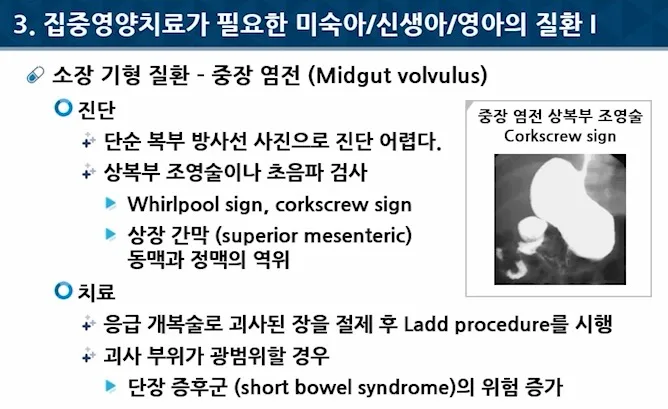 3. 집중영양치료가 필요한 미숙아/신생아/영아의 질환 I
소장 기형 질환 - 중장 염전 (Midgut volvulus)
진단
단순 복부 방사선 사진으로 진단 어렵다.
상복부 조영술이나 초음파 검사
Whirlpool sign, corkscrew sign
상장 간막 (superior mesenteric)
동맥과 정맥의 역위
중장 염전 상복부 조영술
Corkscrew sign
치료
응급 개복술로 괴사된 장을 절제 후 Ladd procedure를 시행
괴사 부위가 광범위할 경우
단장 증후군 (short bowel syndrome)의 위험 증가